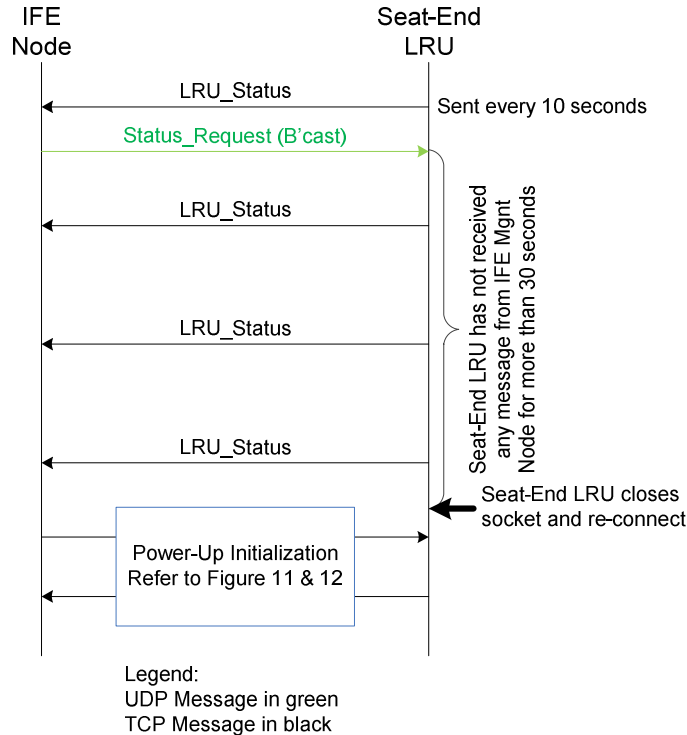 IFE
Node
Seat-End
LRU
LRU_Status
Sent every 10 seconds
Status_Request (B'cast)
LRU_Status
LRU_Status
LRU_Status
Seat-End LRU has not received
any message from IFE Mgnt
Node for more than 30 seconds
Seat-End LRU closes
socket and re-connect
Power-Up Initialization
Refer to Figure 11 & 12
Legend:
UDP Message in green
TCP Message in black